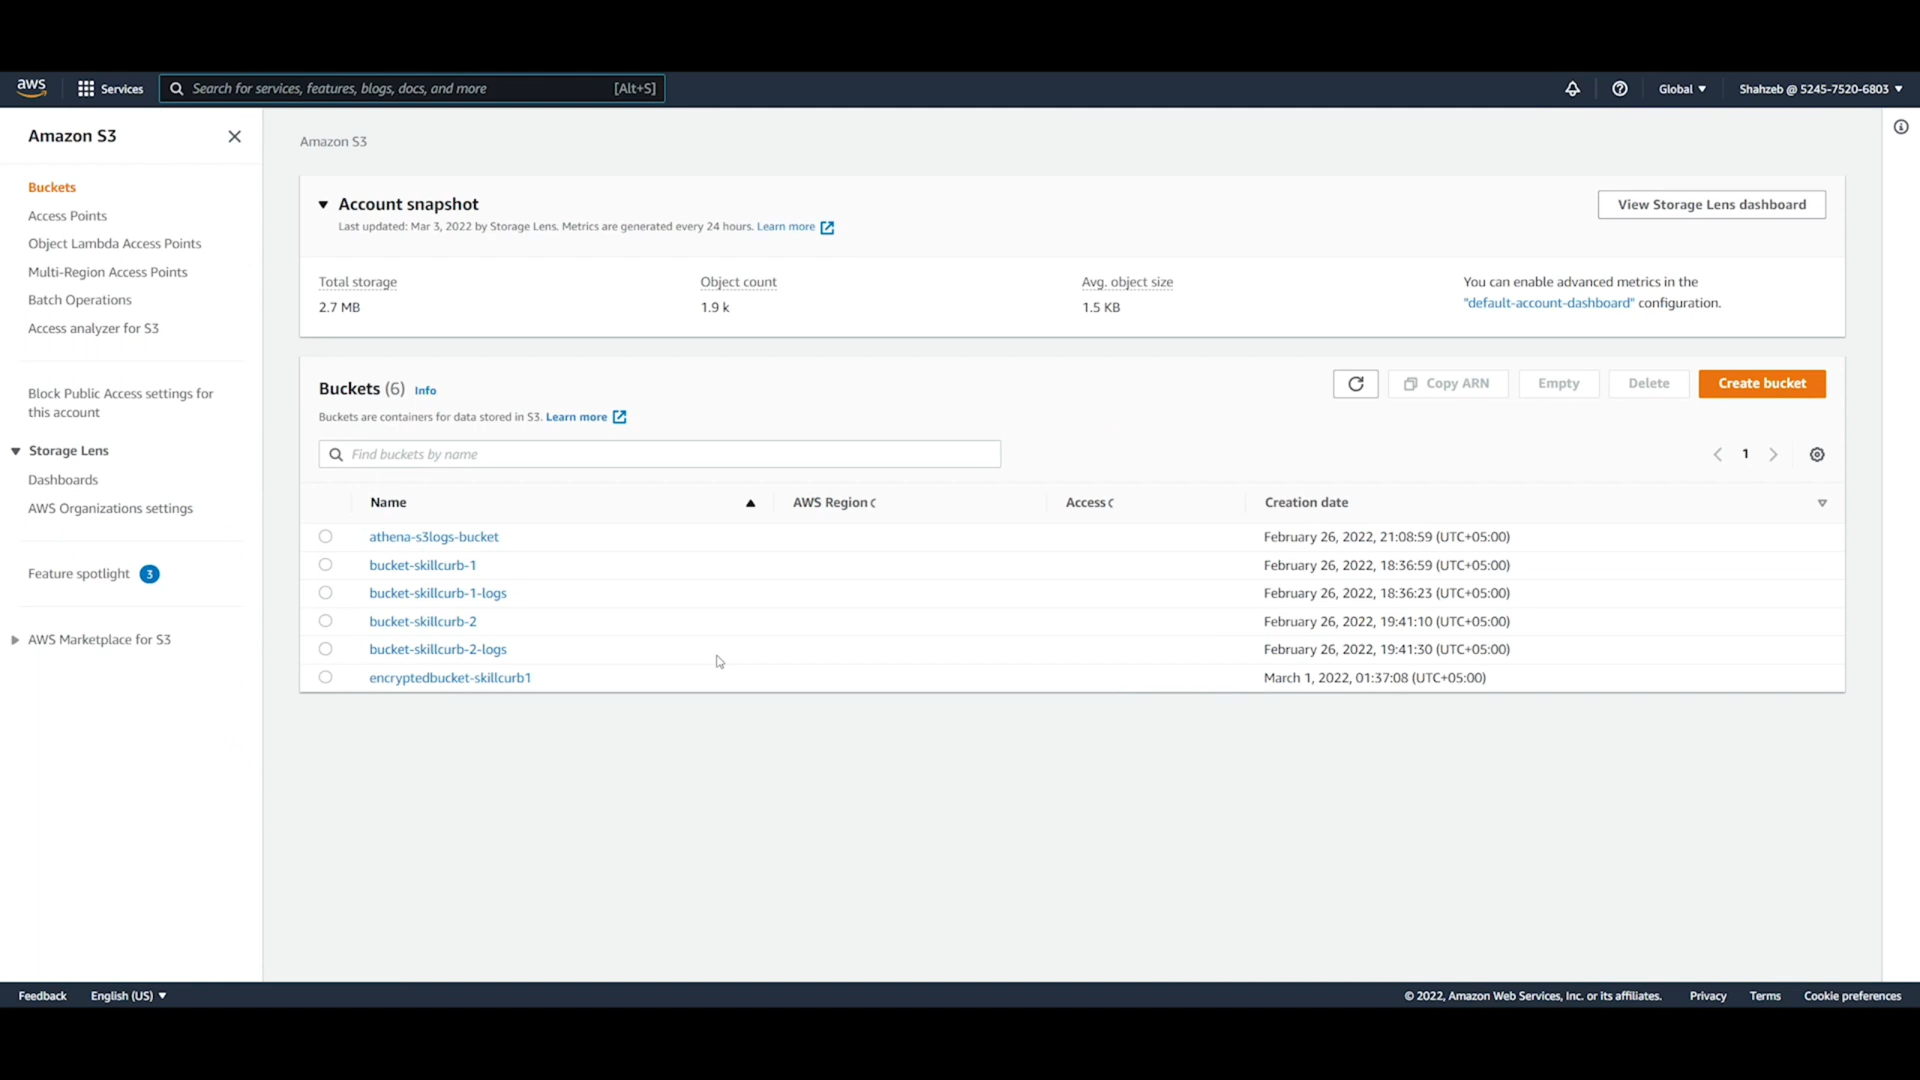 aws
Services
Search for services, features, blogs, docs, and more
[Alt+S]
Global
Shahzeb @ 5245-7520-6803
Amazon S3
Buckets
Access Points
Object Lambda Access Points
Multi-Region Access Points
Batch Operations
Access analyzer for S3
Block Public Access settings for
this account
Storage Lens
Dashboards
AWS Organizations settings
Feature spotlight 3
AWS Marketplace for S3
Amazon S3
Account snapshot
Last updated: Mar 3, 2022 by Storage Lens. Metrics are generated every 24 hours. Learn more
View Storage Lens dashboard
Total storage
2.7 MB
Object count
1.9 k
Avg. object size
1.5 KB
You can enable advanced metrics in the
"default-account-dashboard" configuration.
Buckets (6) Info
Buckets are containers for data stored in S3. Learn more
Copy ARN
Empty
Delete
Create bucket
Find buckets by name
1
Name AWS Region Access Creation date
athena-s3logs-bucket February 26, 2022, 21:08:59 (UTC+05:00)
bucket-skillcurb-1 February 26, 2022, 18:36:59 (UTC+05:00)
bucket-skillcurb-1-logs February 26, 2022, 18:36:23 (UTC+05:00)
bucket-skillcurb-2 February 26, 2022, 19:41:10 (UTC+05:00)
bucket-skillcurb-2-logs February 26, 2022, 19:41:30 (UTC+05:00)
encryptedbucket-skillcurb1 March 1, 2022, 01:37:08 (UTC+05:00)
Feedback
English (US)
© 2022, Amazon Web Services, Inc. or its affiliates.
Privacy
Terms
Cookie preferences